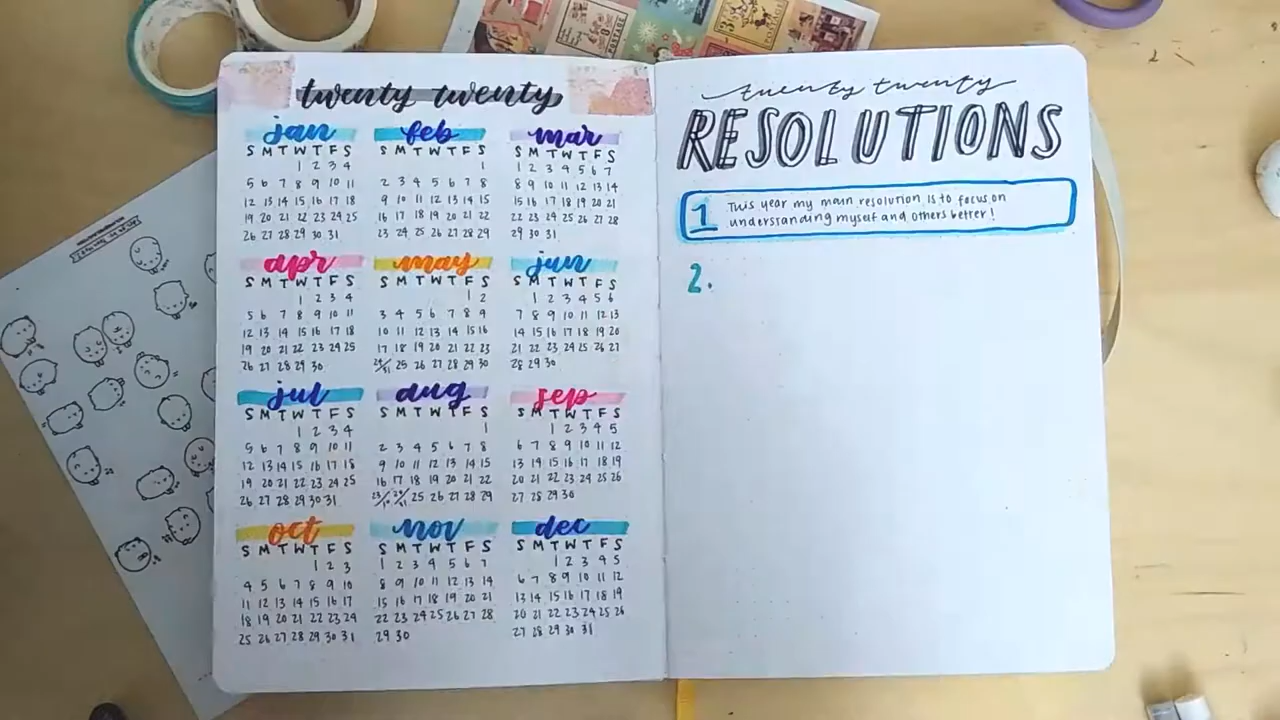 twenty twenty
jan feb mar
S M T W T F S S M T W T F S S M T W T F S
1 2 3 4 1 1 2 3 4 5 6 7
5 6 7 8 9 10 11 2 3 4 5 6 7 8 8 9 10 11 12 13 14
12 13 14 15 16 17 18 9 10 11 12 13 14 15 15 16 17 18 19 20 21
19 20 21 22 23 24 25 16 17 18 19 20 21 22 22 23 24 25 26 27 28
26 27 28 29 30 31 23 24 25 26 27 28 29 29 30 31
apr may jun
S M T W T F S S M T W T F S S M T W T F S
1 2 3 4 1 2 1 2 3 4 5 6
5 6 7 8 9 10 11 3 4 5 6 7 8 9 7 8 9 10 11 12 13
12 13 14 15 16 17 18 10 11 12 13 14 15 16 14 15 16 17 18 19 20
19 20 21 22 23 24 25 17 18 19 20 21 22 23 21 22 23 24 25 26 27
26 27 28 29 30 24/31 25 26 27 28 29 30 28 29 30
jul aug sep
S M T W T F S S M T W T F S S M T W T F S
1 2 3 4 1 1 2 3 4 5
5 6 7 8 9 10 11 2 3 4 5 6 7 8 6 7 8 9 10 11 12
12 13 14 15 16 17 18 9 10 11 12 13 14 15 13 14 15 16 17 18 19
19 20 21 22 23 24 25 16 17 18 19 20 21 22 20 21 22 23 24 25 26
26 27 28 29 30 31 23/30 24/31 25 26 27 28 29 27 28 29 30
oct nov dec
S M T W T F S S M T W T F S S M T W T F S
1 2 3 1 2 3 4 5 6 7 1 2 3 4 5
4 5 6 7 8 9 10 8 9 10 11 12 13 14 6 7 8 9 10 11 12
11 12 13 14 15 16 17 15 16 17 18 19 20 21 13 14 15 16 17 18 19
18 19 20 21 22 23 24 22 23 24 25 26 27 28 20 21 22 23 24 25 26
25 26 27 28 29 30 31 29 30 27 28 29 30 31
twenty twenty
RESOLUTIONS
1 This year my main resolution is to focus on
understanding myself and others better!
2.